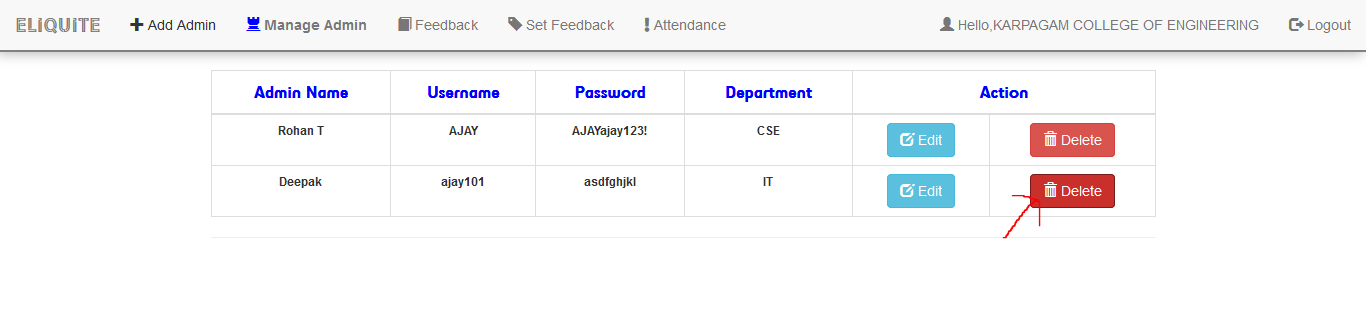 ELiQUiTE Add Admin Manage Admin Feedback Set Feedback Attendance Hello,KARPAGAM COLLEGE OF ENGINEERING Logout
Admin Name Username Password Department Action
Rohan T AJAY AJAYajay123! CSE Edit Delete
Deepak ajay101 asdfghjkl IT Edit Delete